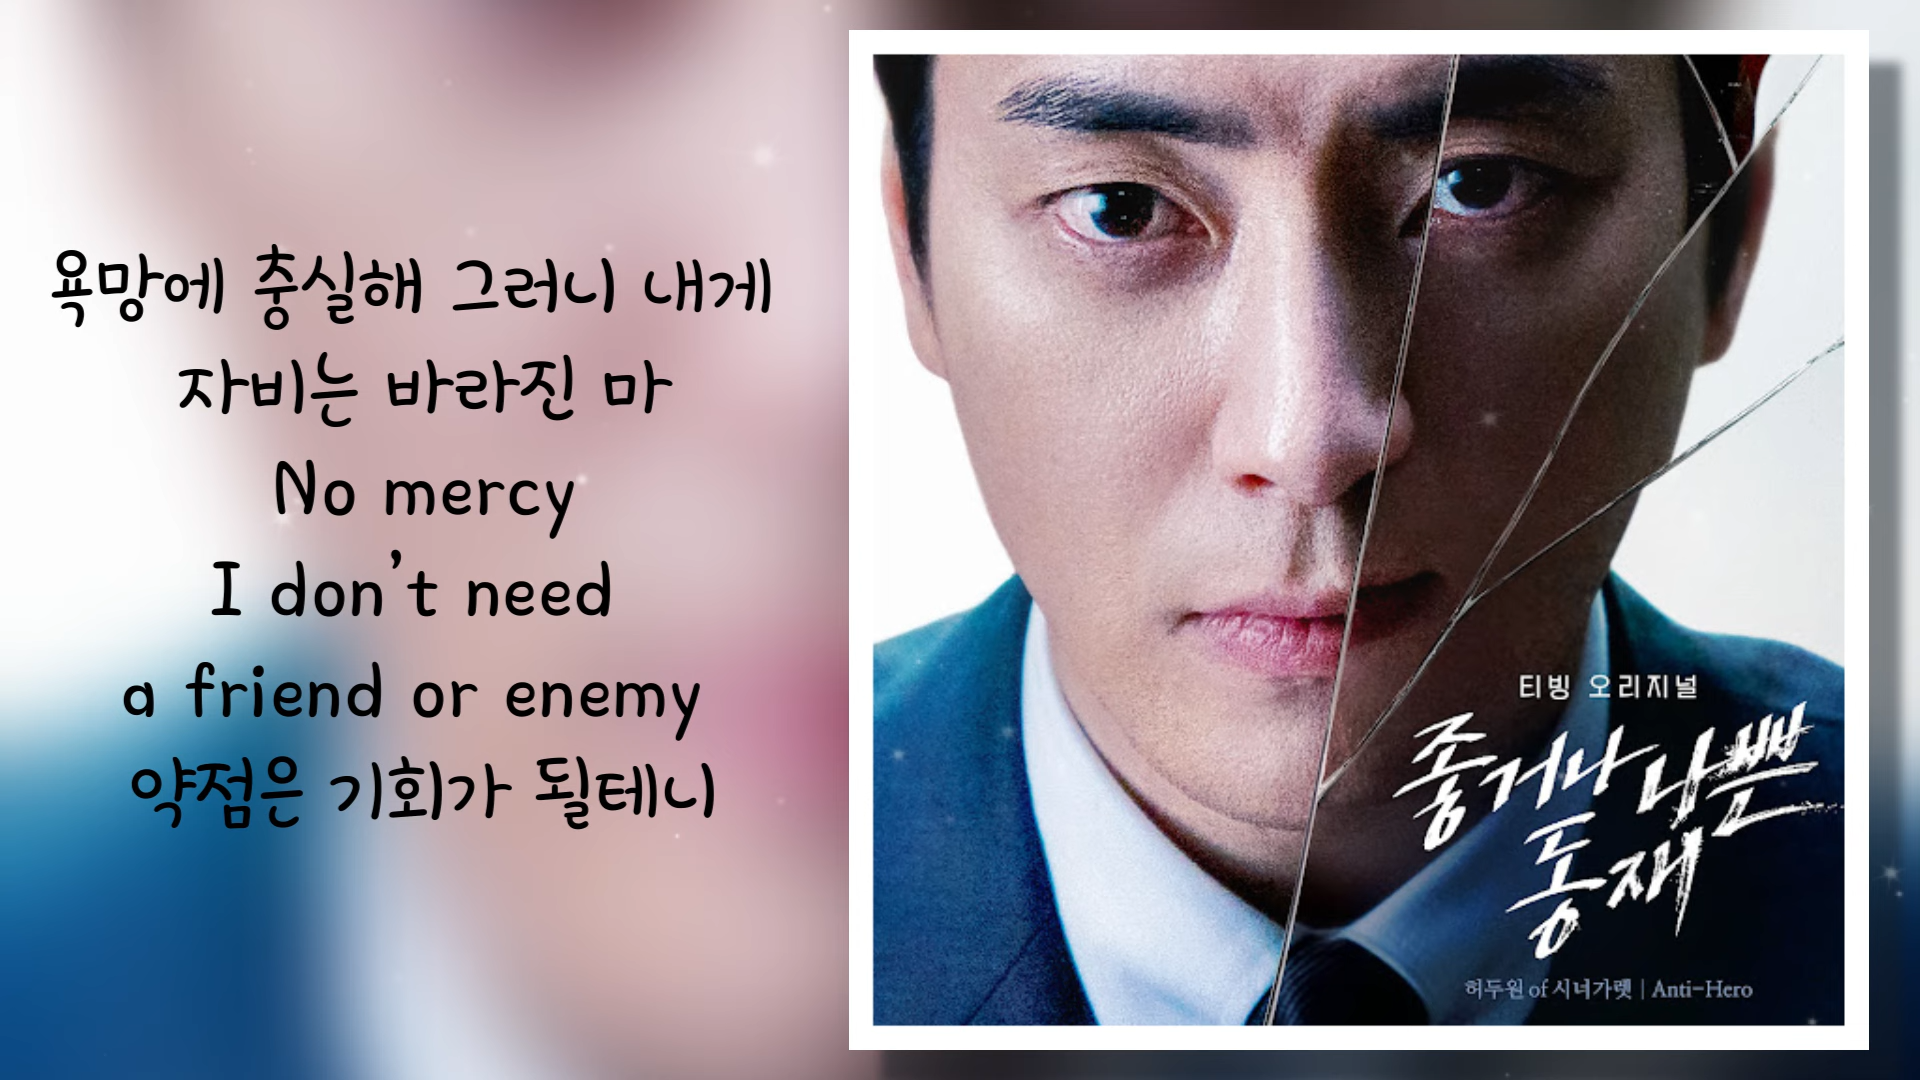 욕망에 충실해 그러니 내게
자비는 바라진 마
No mercy
I don't need
a friend or enemy
약점은 기회가 될테니
티빙 오리지널
좋거나 나쁜
동재
허두원 of 시너가렛 | Anti-Hero